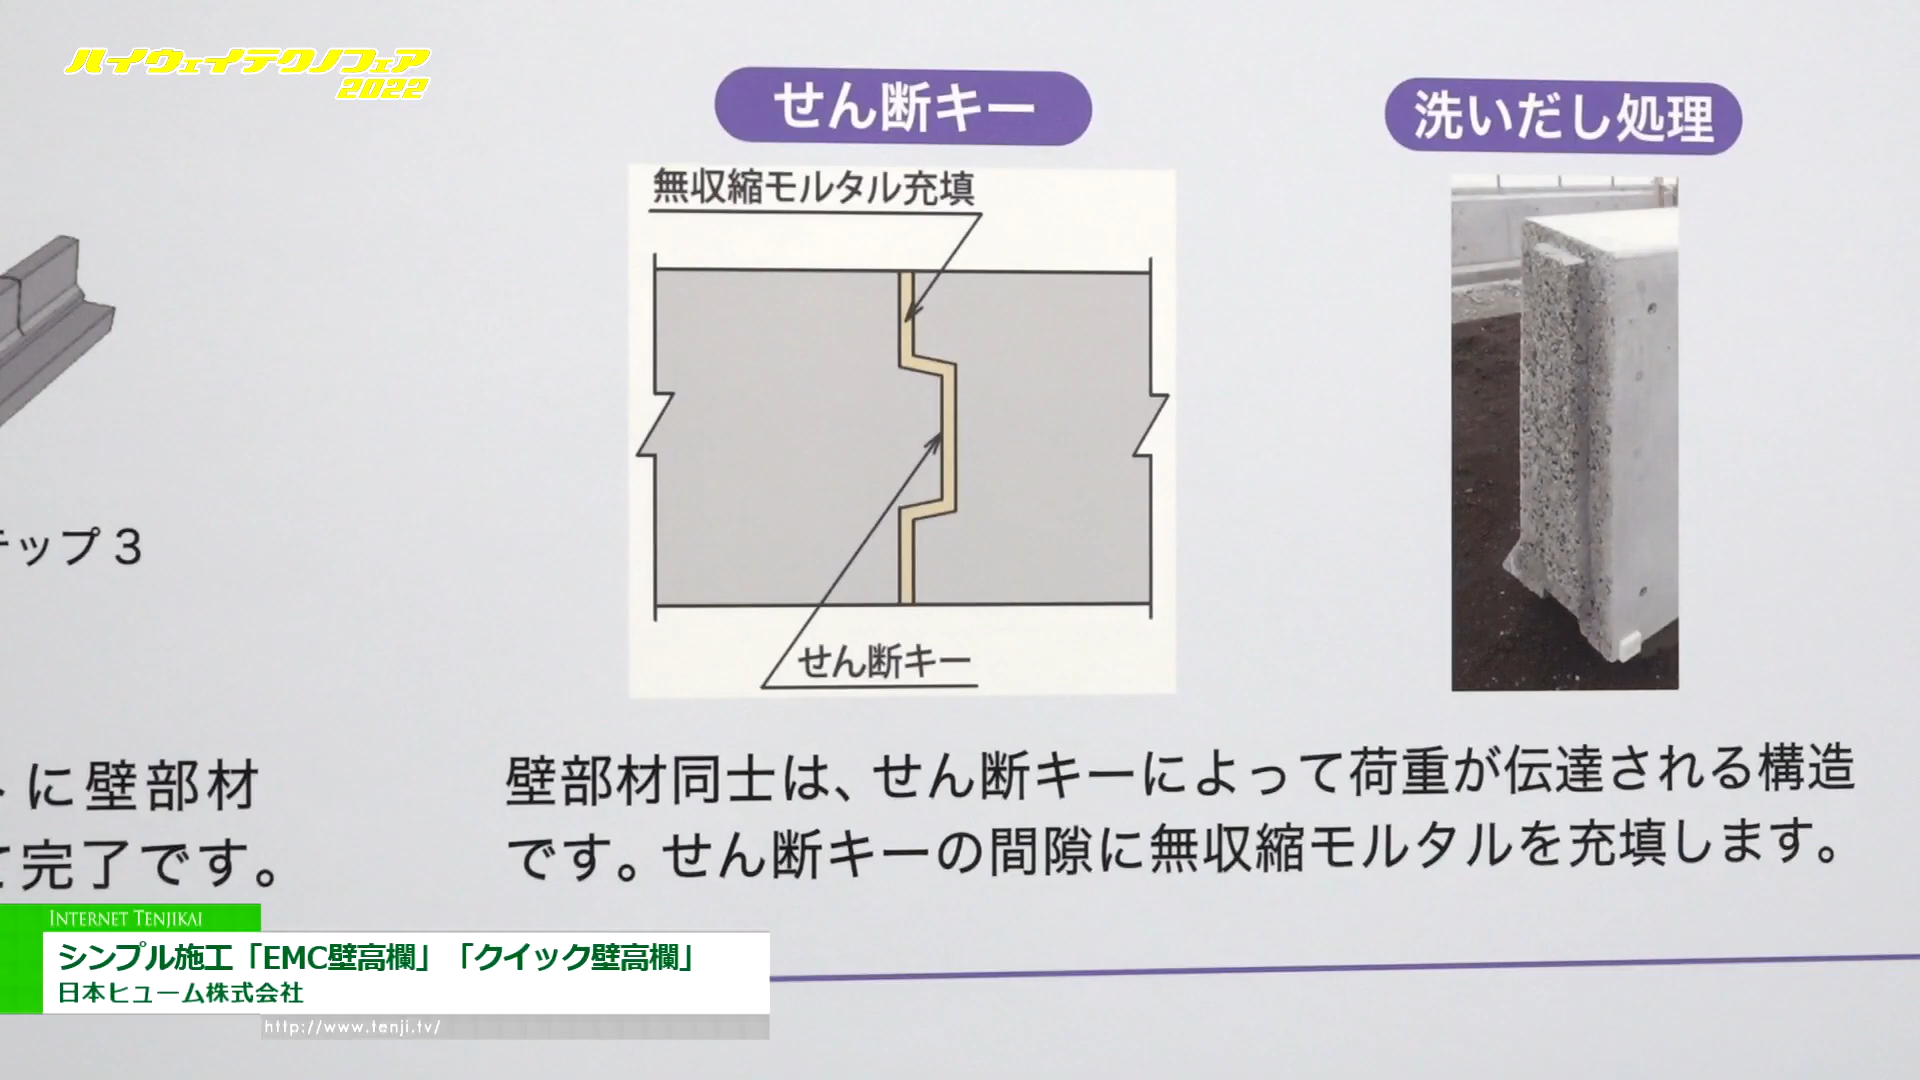 ハイウェイテクノフェア
2022
せん断キー
洗いだし処理
無収縮モルタル充填
せん断キー
ップ 3
に壁部材
完了です。
壁部材同士は、せん断キーによって荷重が伝達される構造
です。せん断キーの間隙に無収縮モルタルを充填します。
INTERNET TENJIKAI
シンプル施工「EMC壁高欄」「クイック壁高欄」
日本ヒューム株式会社
http://www.tenji.tv/